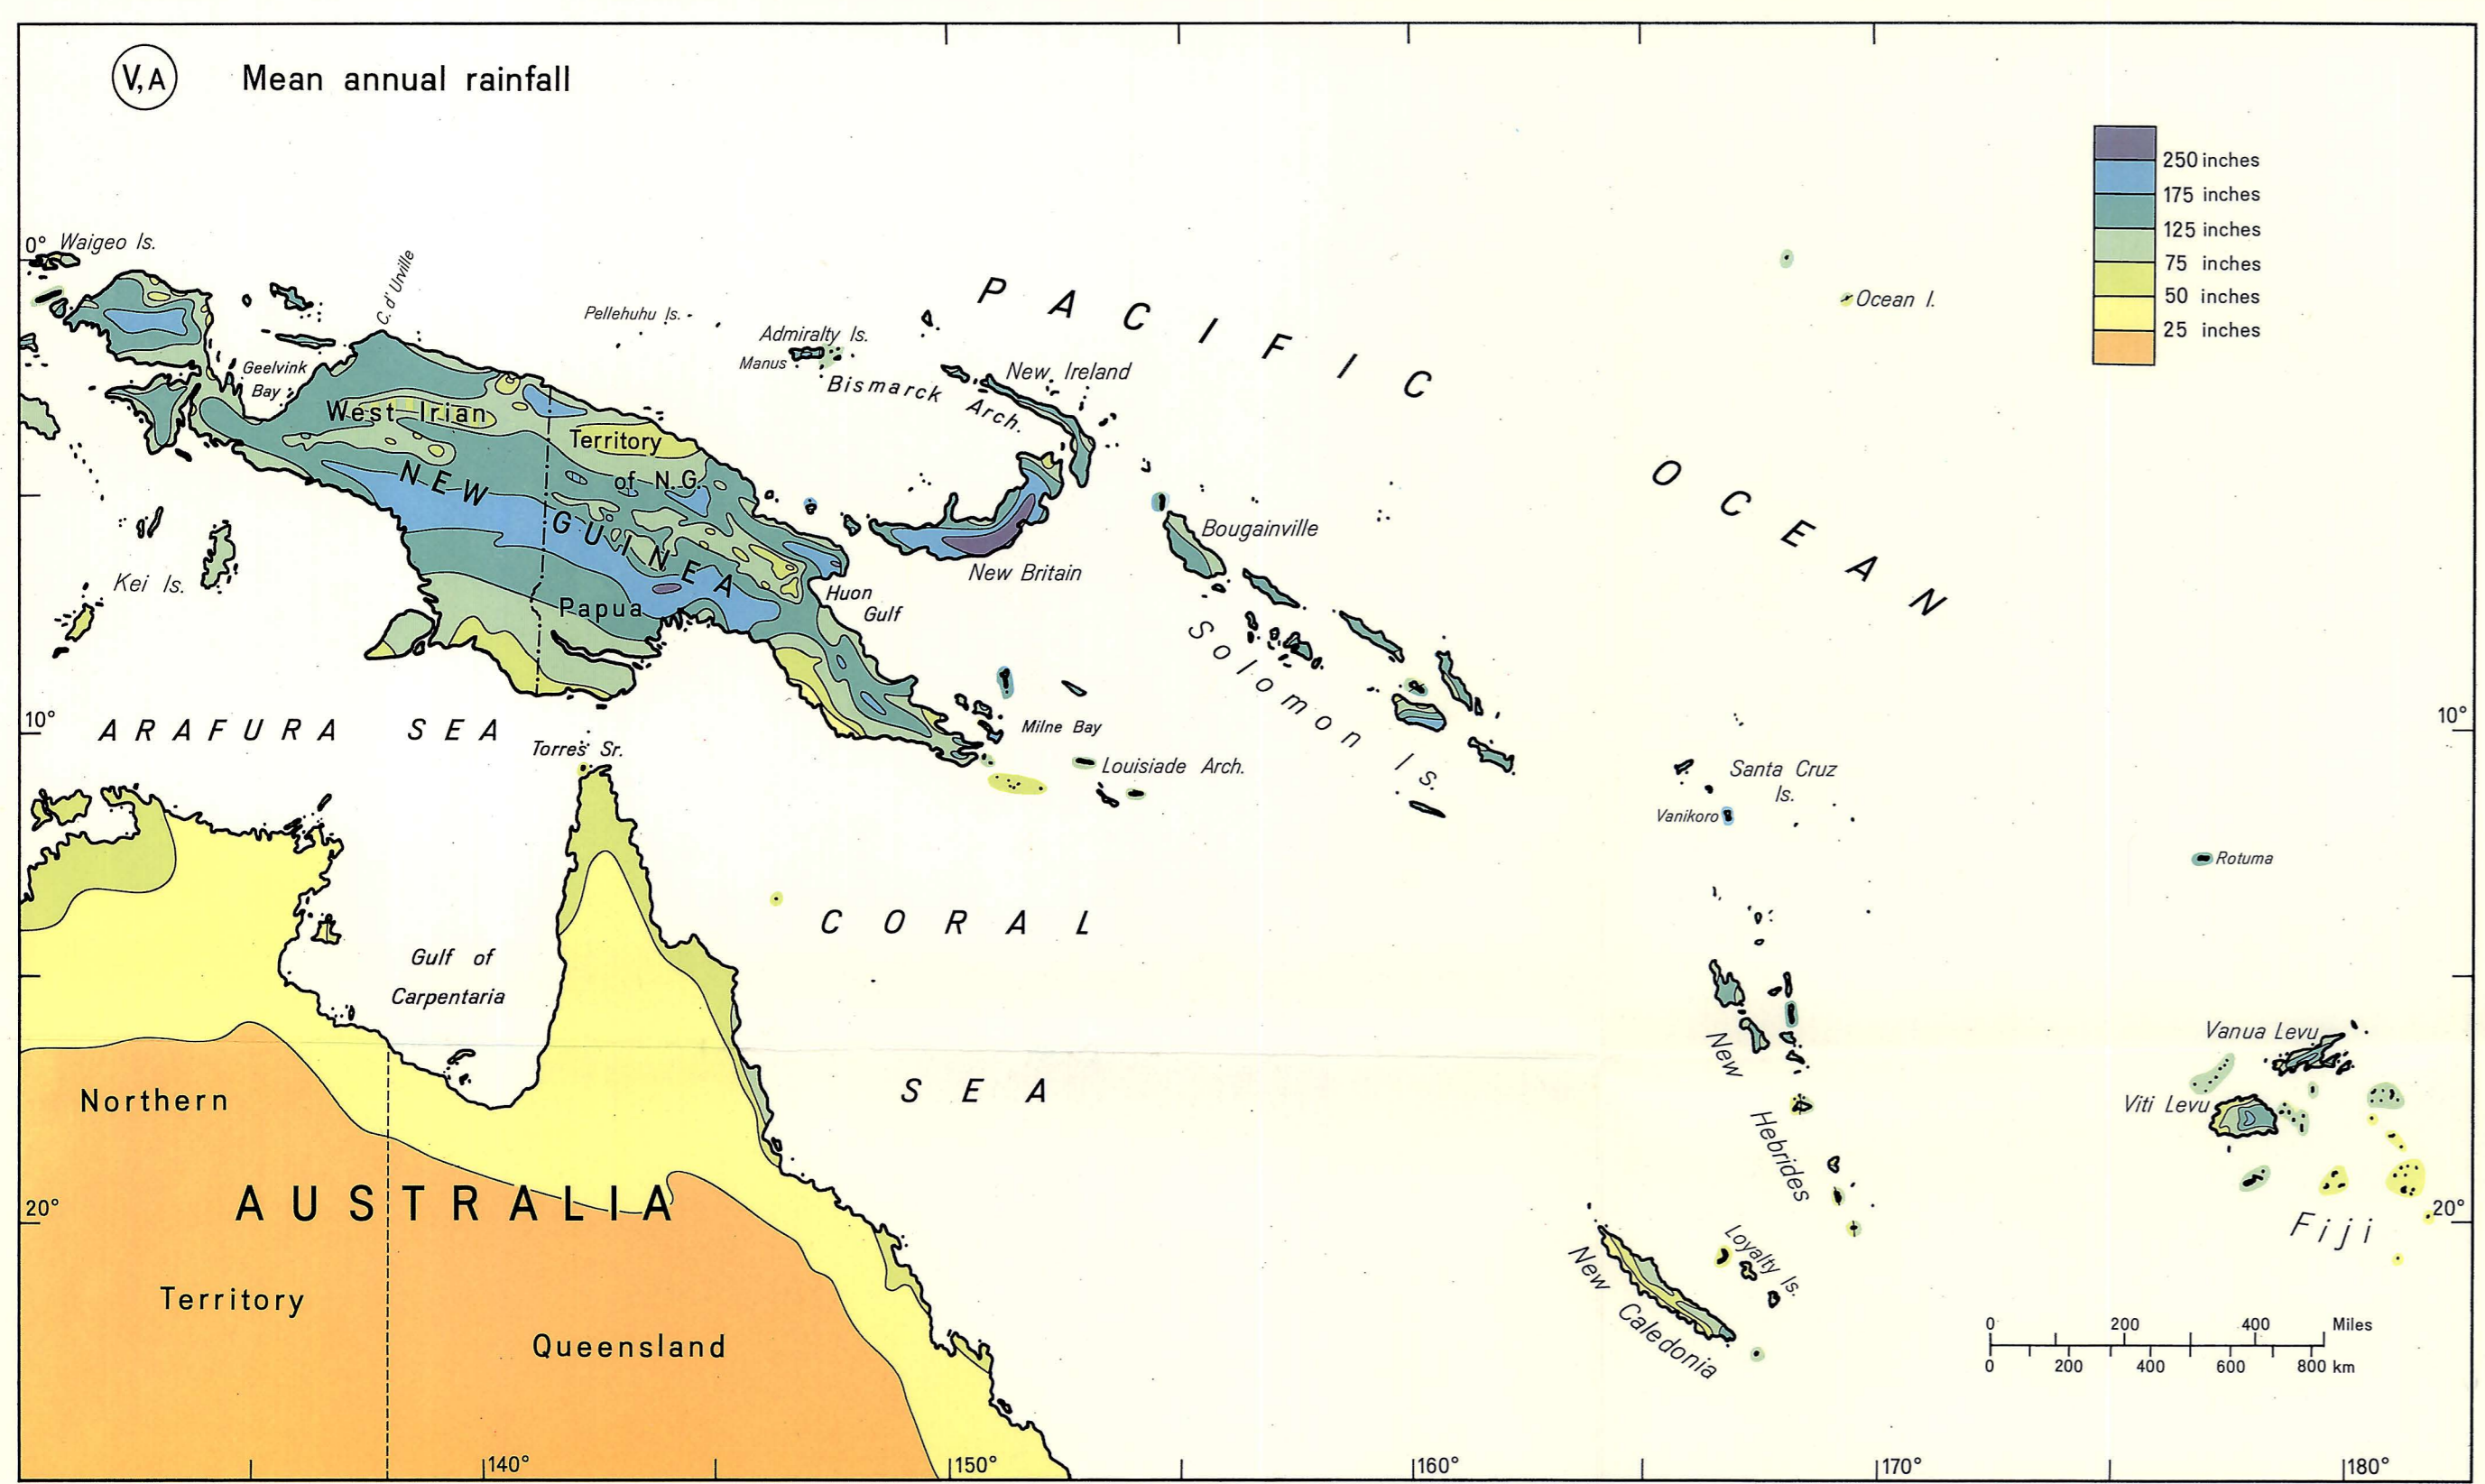 V,A
Mean annual rainfall
250 inches
175 inches
125 inches
75 inches
50 inches
25 inches
0°
Waigeo Is.
C. d'Urville
Pellehuhu Is.
Admiralty Is.
Manus
Bismarck Arch.
New Ireland
PACIFIC
OCEAN
Ocean I.
Geelvink
Bay
West Irian
Territory
of N.G.
NEW
GUINEA
Papua
Huon
Gulf
New Britain
Bougainville
Kei Is.
Solomon Is.
10°
10°
ARAFURA SEA
Torres Sr.
Milne Bay
Louisiade Arch.
Santa Cruz
Is.
Vanikoro
Rotuma
CORAL
SEA
Gulf of
Carpentaria
New
Hebrides
Vanua Levu
Viti Levu
Fiji
Northern
Territory
AUSTRALIA
Queensland
20°
20°
Loyalty Is.
New Caledonia
0 200 400 Miles
0 200 400 600 800 km
140°
150°
160°
170°
180°